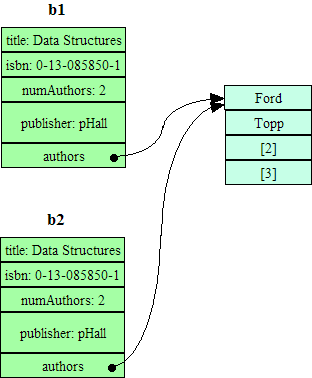 b1
title: Data Structures
isbn: 0-13-085850-1
numAuthors: 2
publisher: pHall
authors
Ford
Topp
[2]
[3]
b2
title: Data Structures
isbn: 0-13-085850-1
numAuthors: 2
publisher: pHall
authors